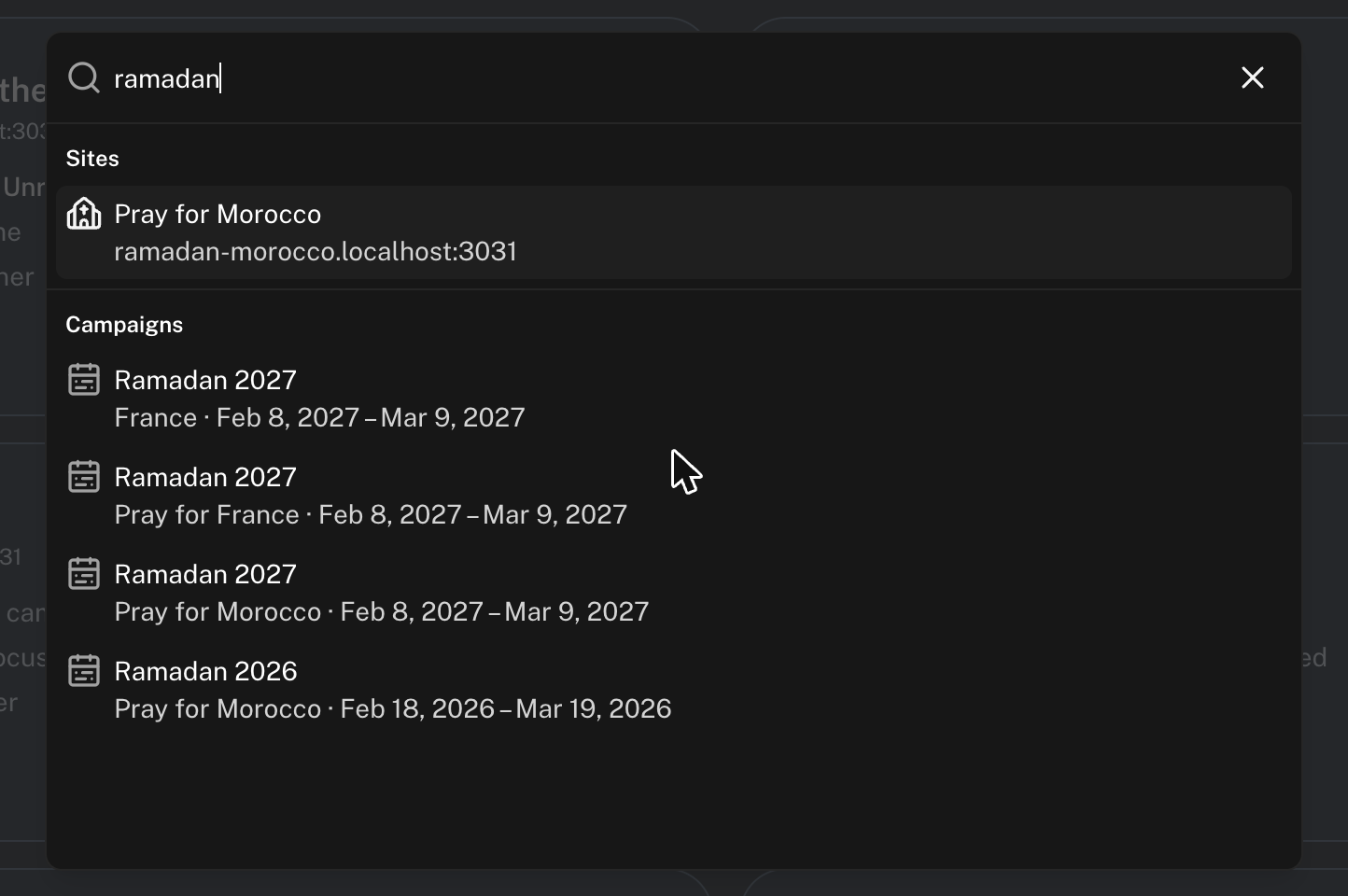 ramadan
Sites
Pray for Morocco
ramadan-morocco.localhost:3031
Campaigns
Ramadan 2027
France · Feb 8, 2027 – Mar 9, 2027
Ramadan 2027
Pray for France · Feb 8, 2027 – Mar 9, 2027
Ramadan 2027
Pray for Morocco · Feb 8, 2027 – Mar 9, 2027
Ramadan 2026
Pray for Morocco · Feb 18, 2026 – Mar 19, 2026
the